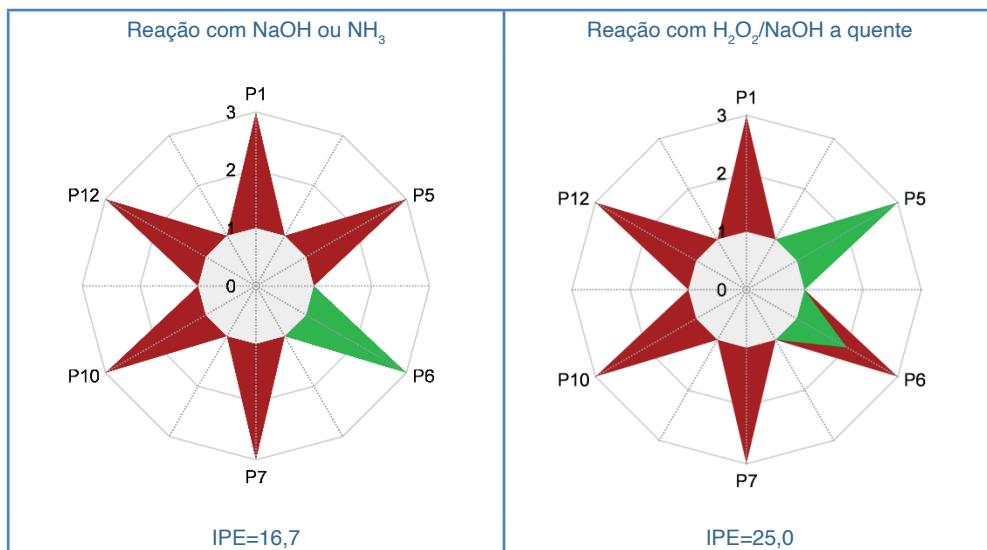 Reação com NaOH ou NH₃
P1
3
2
1
0
P12
P5
P10
P6
P7
IPE=16,7
Reação com H₂O₂/NaOH a quente
P1
3
2
1
0
P12
P5
P10
P6
P7
IPE=25,0